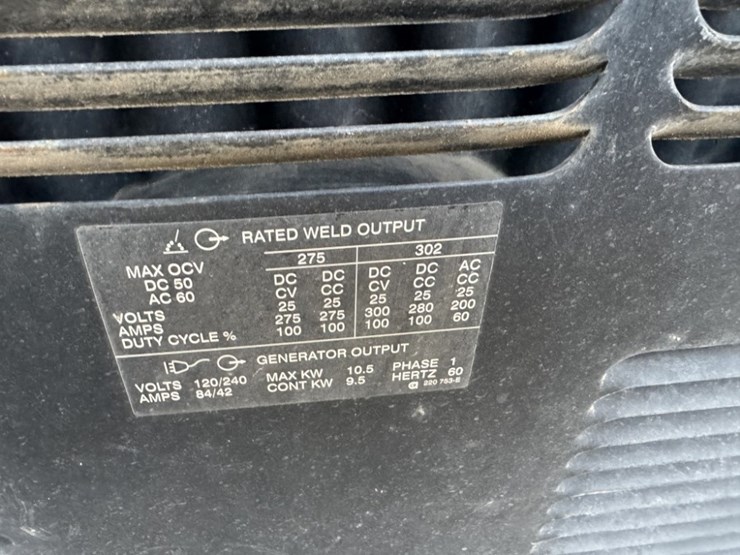 RATED WELD OUTPUT
MAX OCV 275 302
DC 50 DC DC DC DC AC
AC 60 CV CC CV CC CC
VOLTS 25 25 25 25 25
AMPS 275 275 300 280 200
DUTY CYCLE % 100 100 100 100 60
GENERATOR OUTPUT
VOLTS 120/240 MAX KW 10.5 PHASE 1
AMPS 84/42 CONT KW 9.5 HERTZ 60
220 783-B